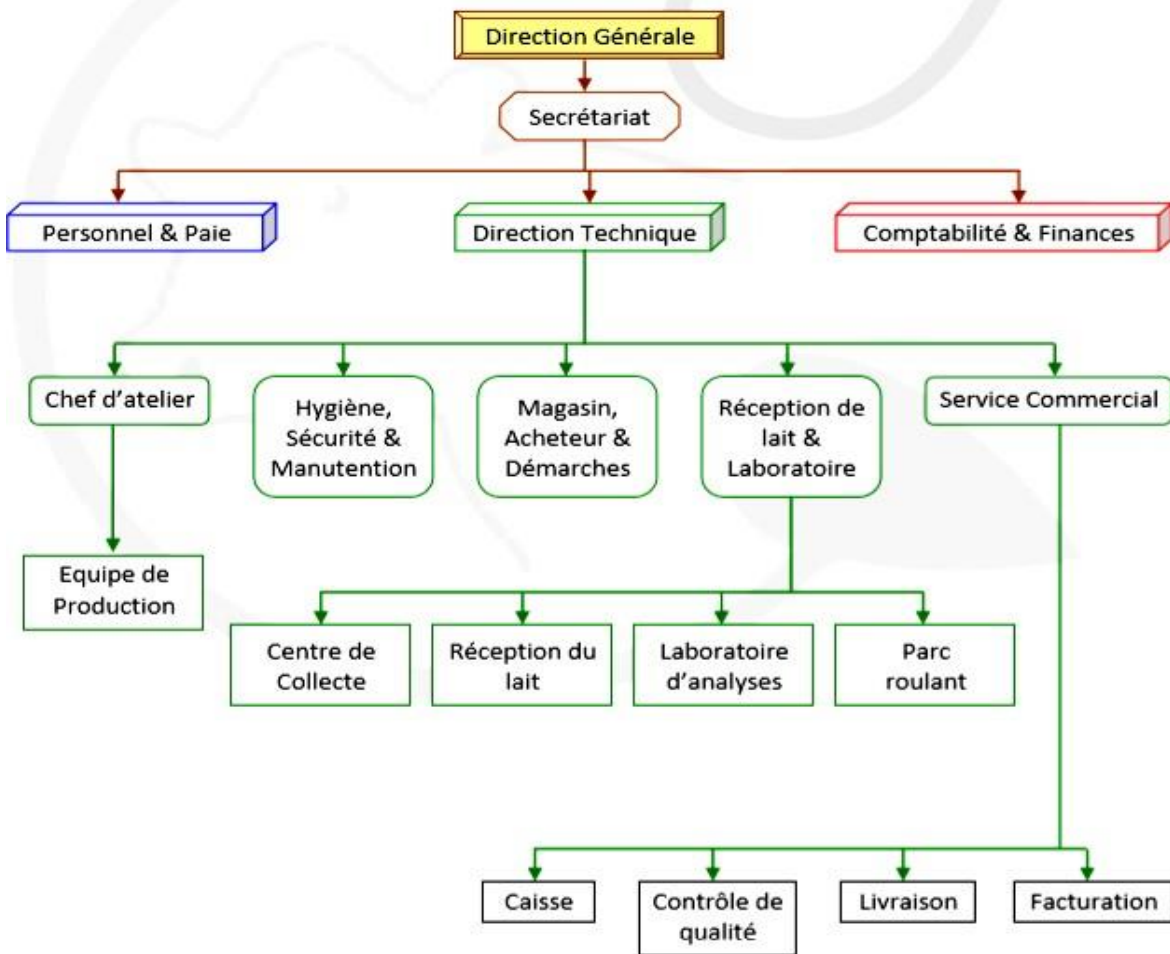 Direction Générale
Secrétariat
Personnel & Paie
Direction Technique
Comptabilité & Finances
Chef d’atelier
Hygiène,
Sécurité &
Manutention
Magasin,
Acheteur &
Démarches
Réception de
lait &
Laboratoire
Service Commercial
Equipe de
Production
Centre de
Collecte
Réception du
lait
Laboratoire
d’analyses
Parc
roulant
Caisse
Contrôle de
qualité
Livraison
Facturation